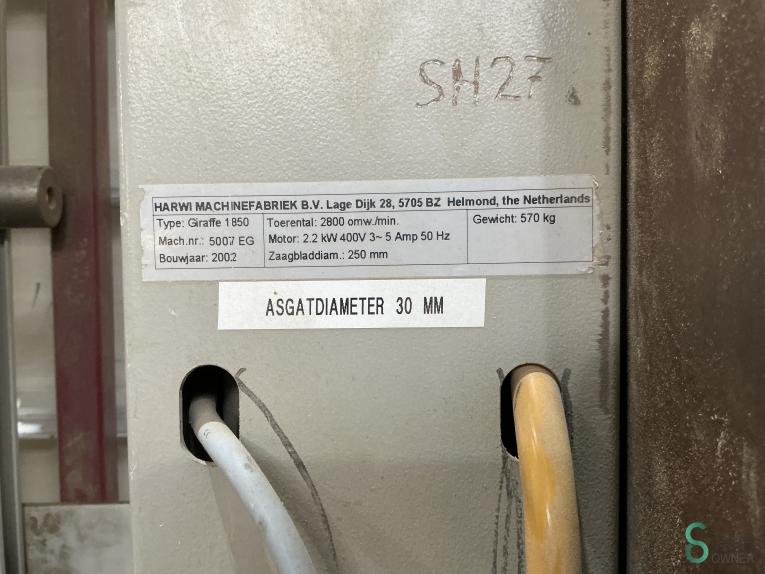 SH27
HARWI MACHINEFABRIEK B.V. Lage Dijk 28, 5705 BZ Helmond, the Netherlands
Type: Giraffe 1850 Toerental: 2800 omw./min. Gewicht: 570 kg
Mach.nr.: 5007 EG Motor: 2.2 kW 400V 3~ 5 Amp 50 Hz
Bouwjaar: 2002 Zaagbladdiam.: 250 mm
ASGATDIAMETER 30 MM
OWNER